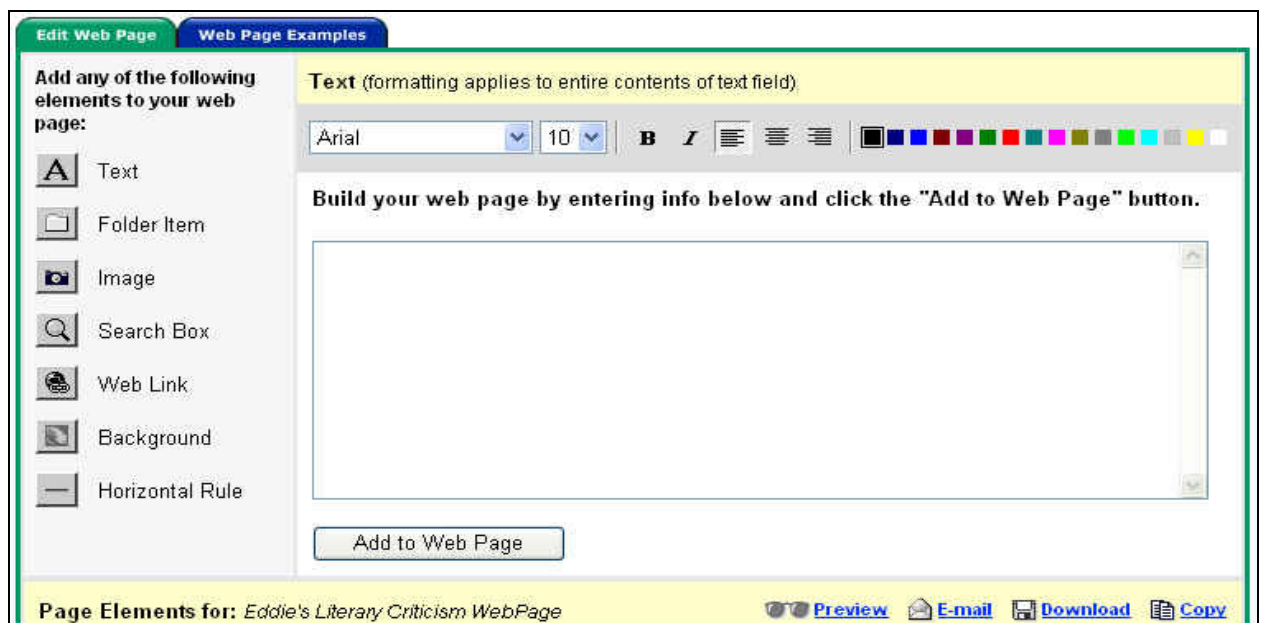 Edit Web Page
Web Page Examples
Add any of the following
elements to your web
page:
Text
Folder Item
Image
Search Box
Web Link
Background
Horizontal Rule
Text (formatting applies to entire contents of text field)
Arial 10 B I
Build your web page by entering info below and click the "Add to Web Page" button.
Add to Web Page
Page Elements for: Eddie's Literary Criticism WebPage
Preview E-mail Download Copy